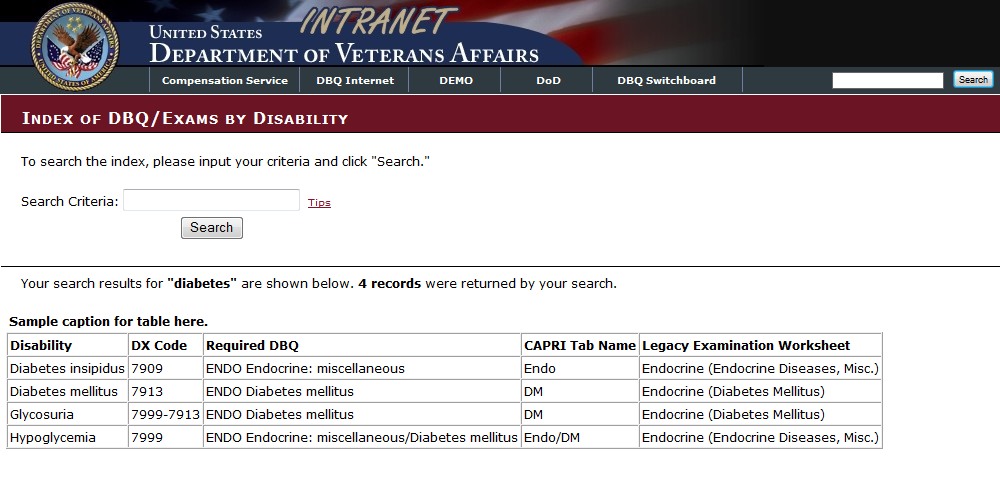 INTRANET
UNITED STATES
DEPARTMENT OF VETERANS AFFAIRS
Compensation Service DBQ Internet DEMO DoD DBQ Switchboard Search
INDEX OF DBQ/EXAMS BY DISABILITY
To search the index, please input your criteria and click "Search."
Search Criteria: Tips
Search
Your search results for "diabetes" are shown below. 4 records were returned by your search.
Sample caption for table here.
Disability DX Code Required DBQ CAPRI Tab Name Legacy Examination Worksheet
Diabetes insipidus 7909 ENDO Endocrine: miscellaneous Endo Endocrine (Endocrine Diseases, Misc.)
Diabetes mellitus 7913 ENDO Diabetes mellitus DM Endocrine (Diabetes Mellitus)
Glycosuria 7999-7913 ENDO Diabetes mellitus DM Endocrine (Diabetes Mellitus)
Hypoglycemia 7999 ENDO Endocrine: miscellaneous/Diabetes mellitus Endo/DM Endocrine (Endocrine Diseases, Misc.)